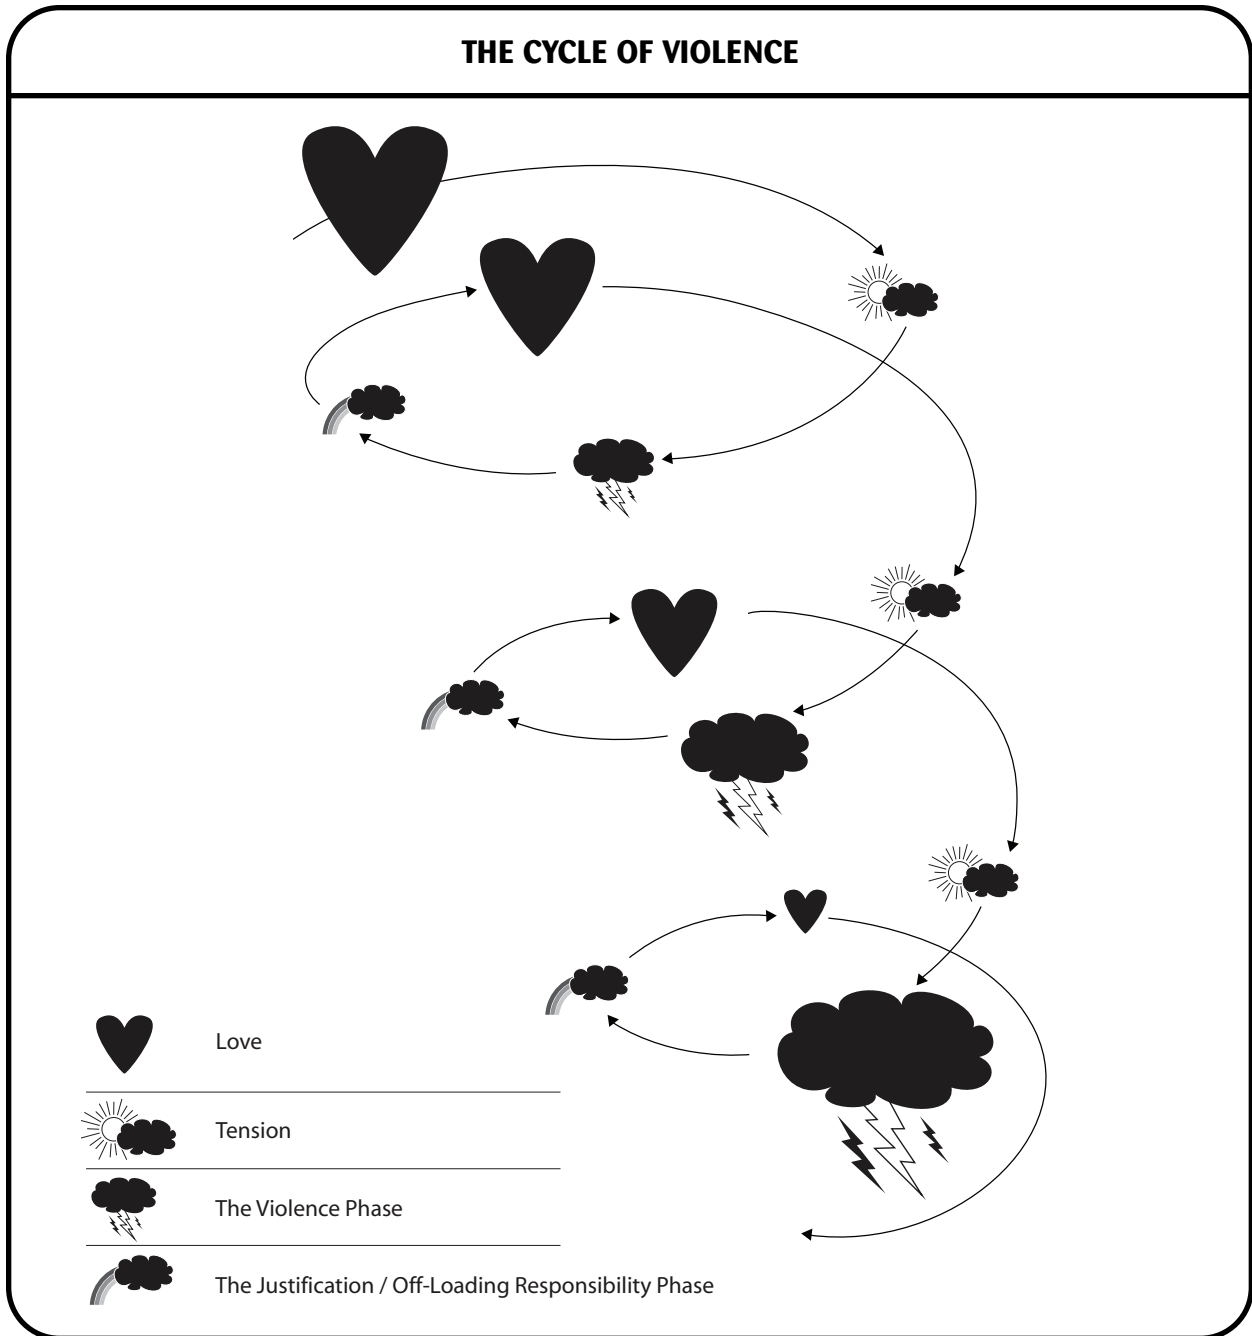 THE CYCLE OF VIOLENCE
Love
Tension
The Violence Phase
The Justification / Off-Loading Responsibility Phase